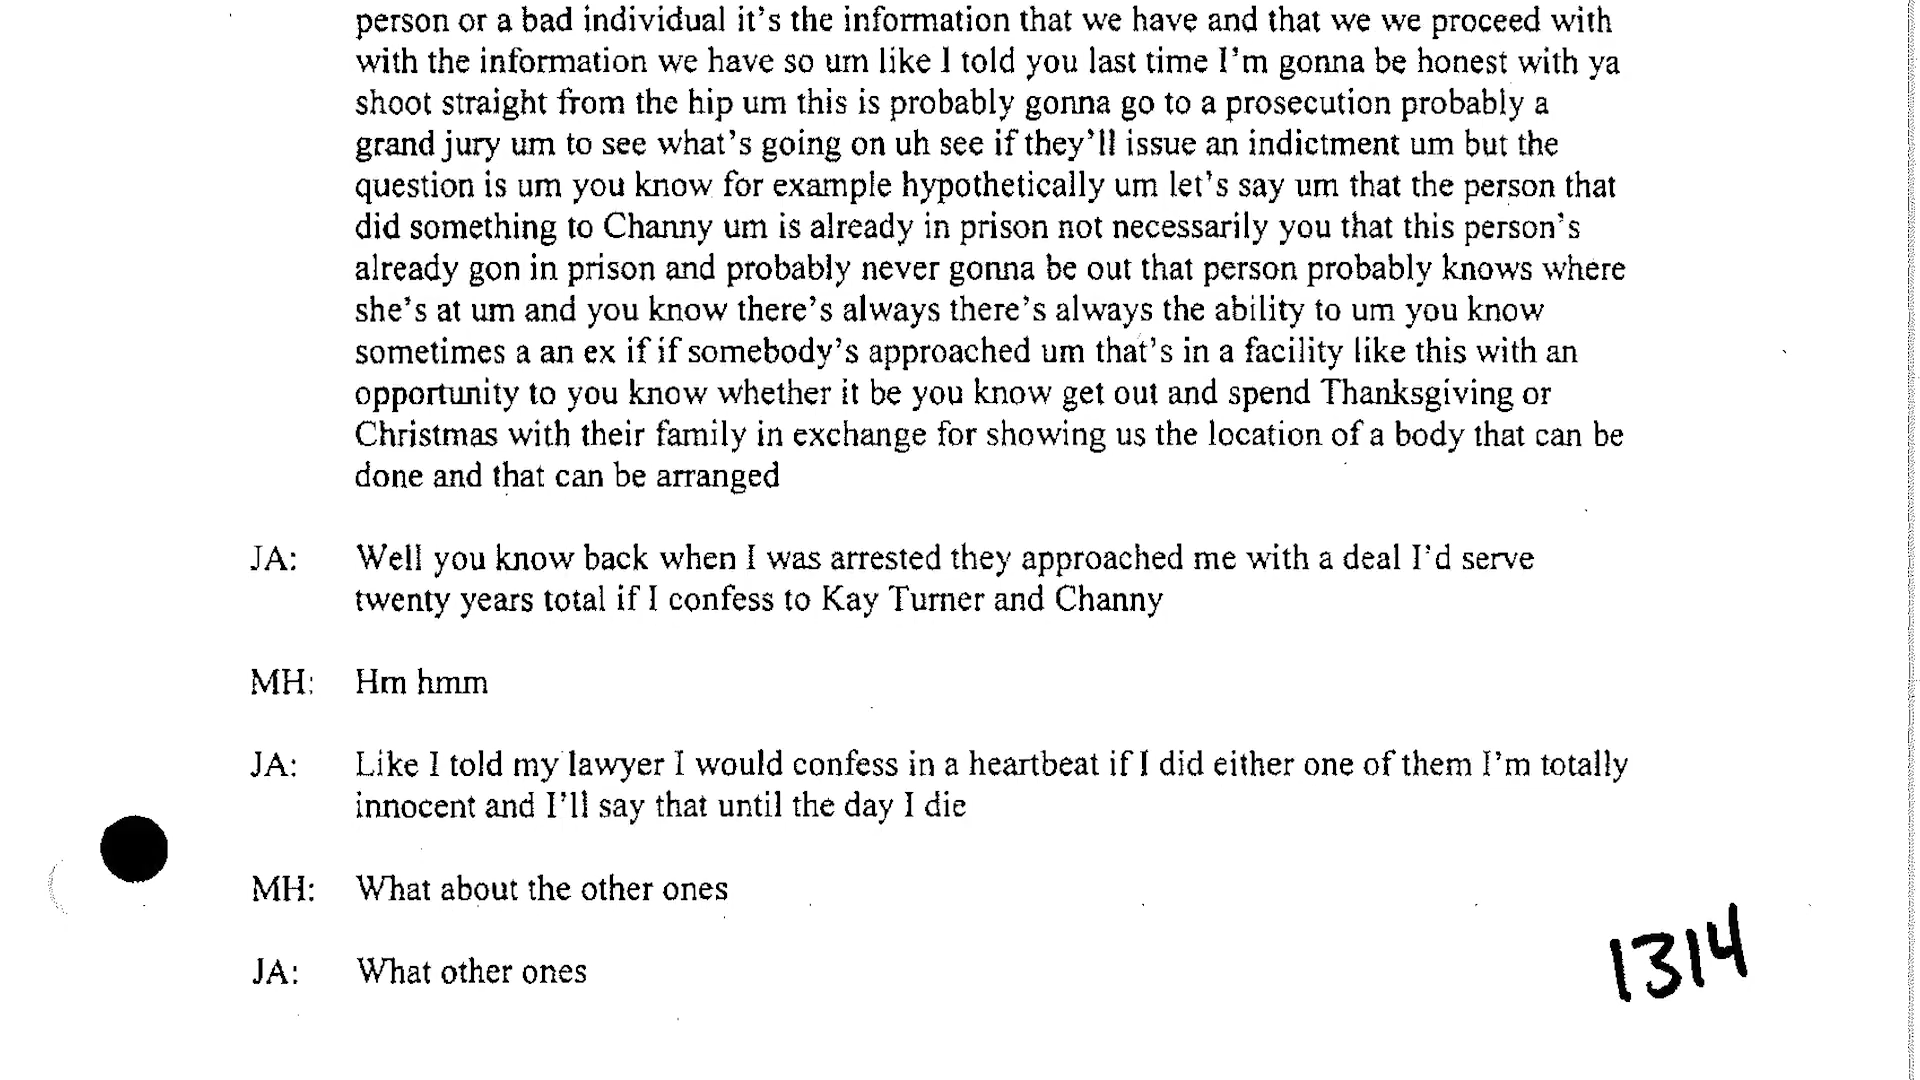 person or a bad individual it's the information that we have and that we we proceed with
with the information we have so um like I told you last time I'm gonna be honest with ya
shoot straight from the hip um this is probably gonna go to a prosecution probably a
grand jury um to see what's going on uh see if they'll issue an indictment um but the
question is um you know for example hypothetically um let's say um that the person that
did something to Channy um is already in prison not necessarily you that this person's
already gon in prison and probably never gonna be out that person probably knows where
she's at um and you know there's always there's always the ability to um you know
sometimes a an ex if if somebody's approached um that's in a facility like this with an
opportunity to you know whether it be you know get out and spend Thanksgiving or
Christmas with their family in exchange for showing us the location of a body that can be
done and that can be arranged
JA: Well you know back when I was arrested they approached me with a deal I'd serve
twenty years total if I confess to Kay Turner and Channy
MH: Hm hmm
JA: Like I told my lawyer I would confess in a heartbeat if I did either one of them I'm totally
innocent and I'll say that until the day I die
MH: What about the other ones
JA: What other ones
1314